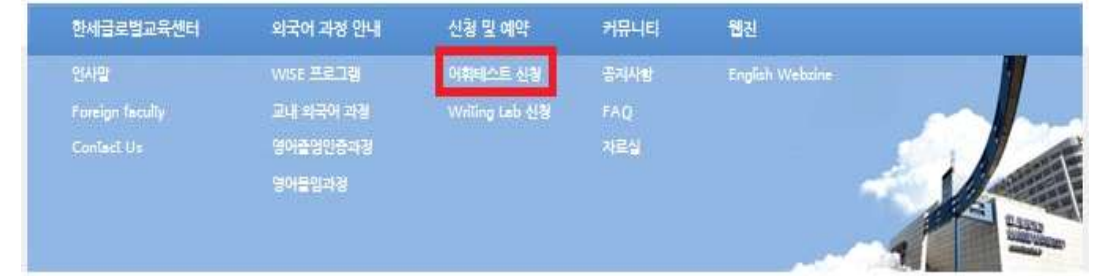 한세글로벌교육센터 외국어 과정 안내 신청 및 예약 커뮤니티 웹진
인사말 WISE 프로그램 어휘테스트 신청 공지사항 English Webzine
Foreign faculty 교내 외국어 과정 Writing Lab 신청 FAQ
Contact Us 영어졸업인증과정 자료실
영어몰입과정